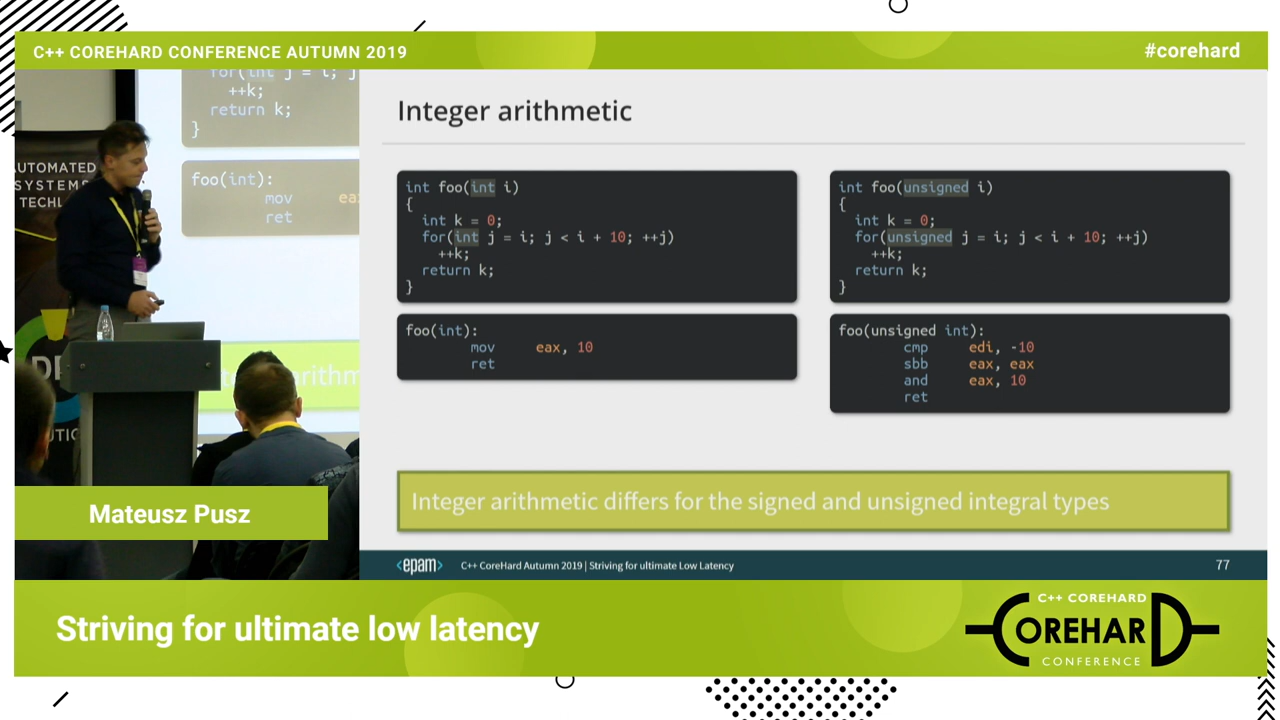 C++ COREHARD CONFERENCE AUTUMN 2019
#corehard
for(int j = i; j
++k;
return k;
}
foo(int):
mov ea
ret
AUTOMATED
SYSTEMS
TECHL
Integer arithmetic
int foo(int i)
{
int k = 0;
for(int j = i; j < i + 10; ++j)
++k;
return k;
}
foo(int):
mov eax, 10
ret
int foo(unsigned i)
{
int k = 0;
for(unsigned j = i; j < i + 10; ++j)
++k;
return k;
}
foo(unsigned int):
cmp edi, -10
sbb eax, eax
and eax, 10
ret
Integer arithmetic differs for the signed and unsigned integral types
<epam>
C++ CoreHard Autumn 2019 | Striving for ultimate Low Latency
77
Mateusz Pusz
Striving for ultimate low latency
C++ COREHARD
COREHARD
CONFERENCE